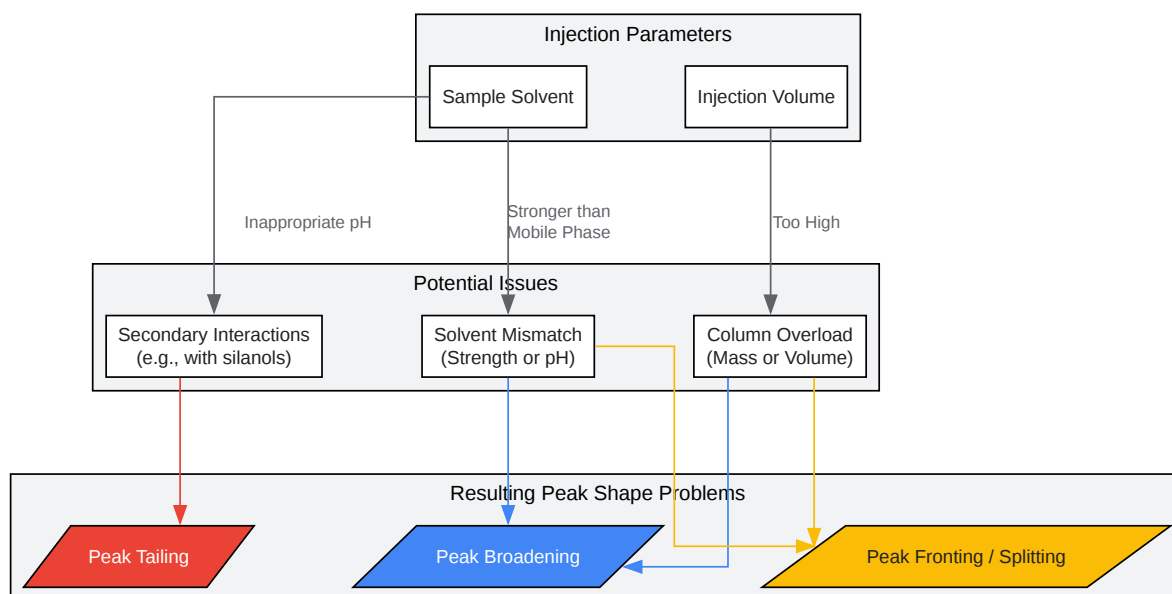 Injection Parameters
Sample Solvent
Injection Volume
Inappropriate pH
Stronger than
Mobile Phase
Too High
Potential Issues
Secondary Interactions
(e.g., with silanols)
Solvent Mismatch
(Strength or pH)
Column Overload
(Mass or Volume)
Resulting Peak Shape Problems
Peak Tailing
Peak Broadening
Peak Fronting / Splitting